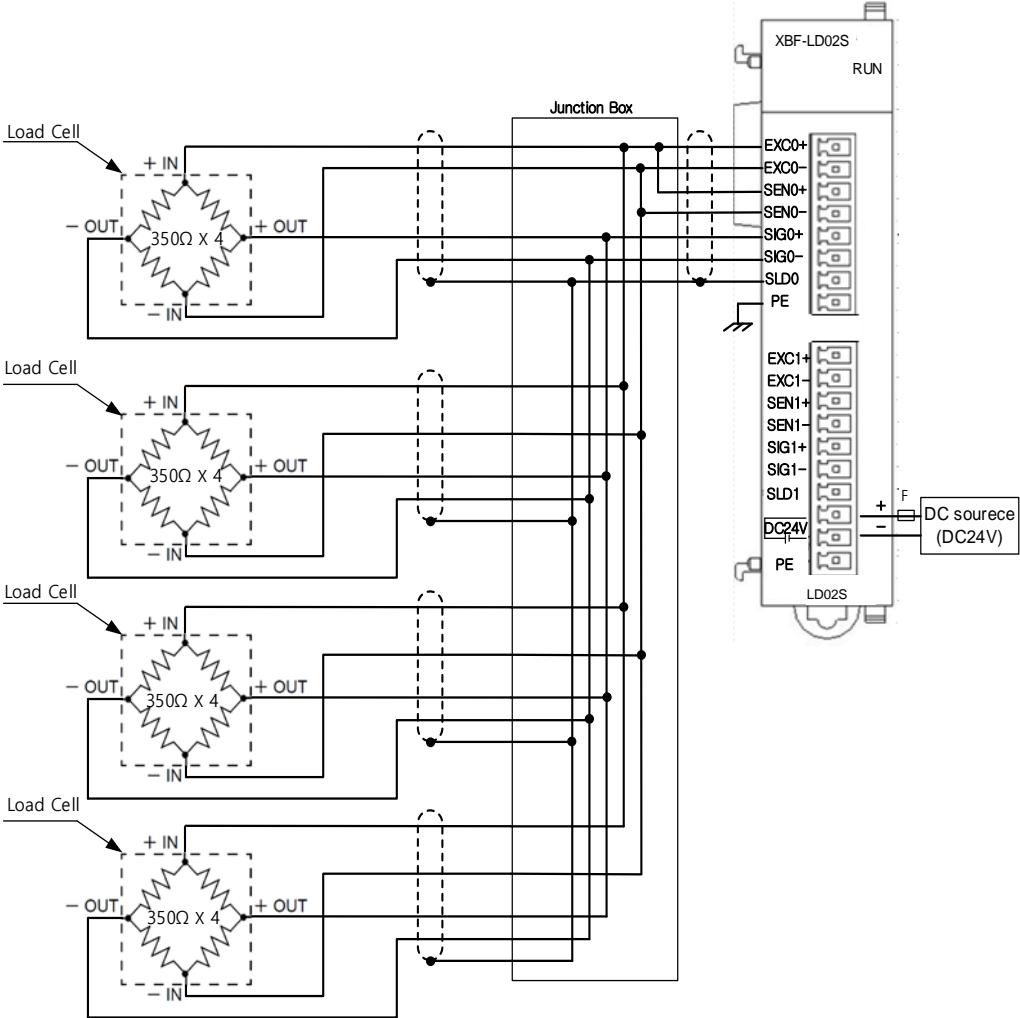 XBF-LD02S
RUN
Junction Box
Load Cell
+ IN
− OUT
+ OUT
350Ω X 4
− IN
EXC0+
EXC0−
SEN0+
SEN0−
SIG0+
SIG0−
SLD0
PE
Load Cell
+ IN
− OUT
+ OUT
350Ω X 4
− IN
EXC1+
EXC1−
SEN1+
SEN1−
SIG1+
SIG1−
SLD1
DC24V
PE
LD02S
+
−
F
DC sourece
(DC24V)
Load Cell
+ IN
− OUT
+ OUT
350Ω X 4
− IN
Load Cell
+ IN
− OUT
+ OUT
350Ω X 4
− IN